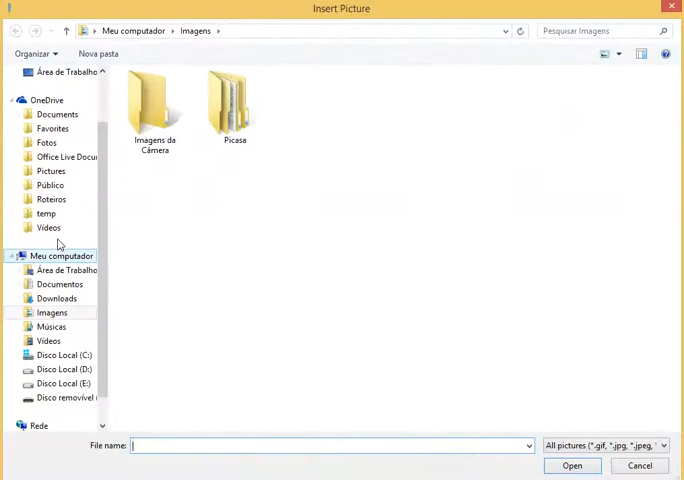 Insert Picture
Meu computador
Imagens
Pesquisar Imagens
Organizar
Nova pasta
Área de Trabalho
OneDrive
Documents
Favorites
Fotos
Office Live Docu
Pictures
Público
Roteiros
temp
Vídeos
Meu computador
Área de Trabalho
Documentos
Downloads
Imagens
Músicas
Vídeos
Disco Local (C:)
Disco Local (D:)
Disco Local (E:)
Disco removível (
Rede
Imagens da
Câmera
Picasa
File name:
All pictures (*.gif, *.jpg, *.jpeg, *
Open
Cancel